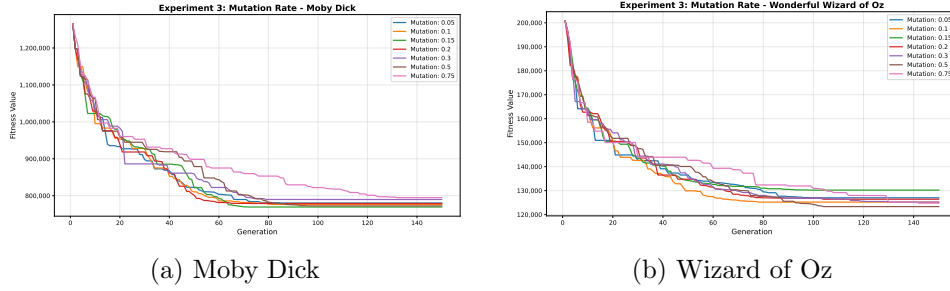 Experiment 3: Mutation Rate - Moby Dick
Fitness Value
1,200,000
1,100,000
1,000,000
900,000
800,000
0 20 40 60 80 100 120 140
Generation
Mutation: 0.05
Mutation: 0.1
Mutation: 0.15
Mutation: 0.2
Mutation: 0.3
Mutation: 0.5
Mutation: 0.75
(a) Moby Dick
Experiment 3: Mutation Rate - Wonderful Wizard of Oz
Fitness Value
200,000
190,000
180,000
170,000
160,000
150,000
140,000
130,000
120,000
0 20 40 60 80 100 120 140
Generation
Mutation: 0.05
Mutation: 0.1
Mutation: 0.15
Mutation: 0.2
Mutation: 0.3
Mutation: 0.5
Mutation: 0.75
(b) Wizard of Oz